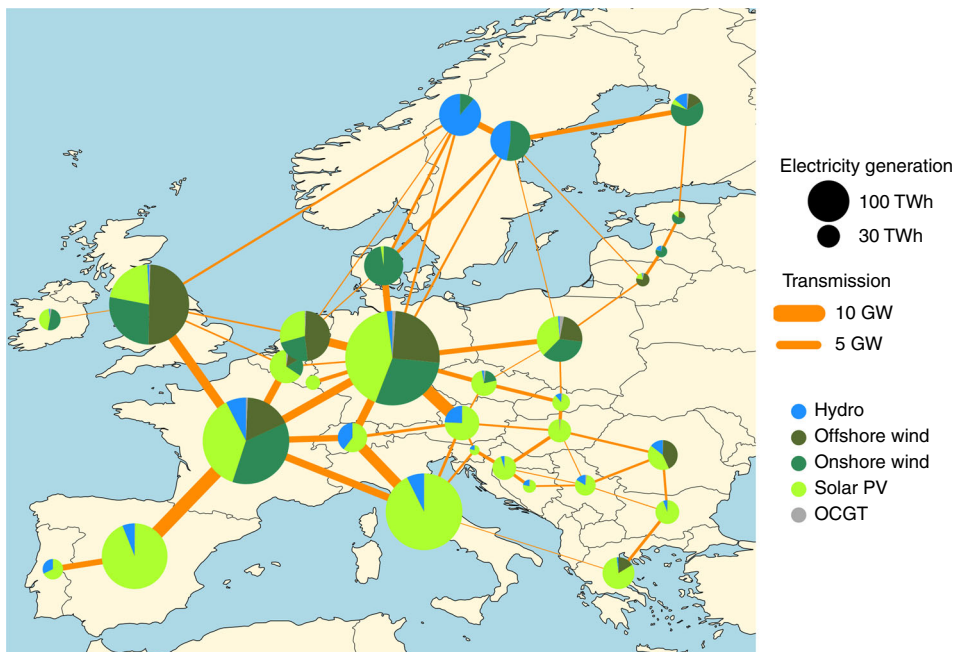 Electricity generation
100 TWh
30 TWh
Transmission
10 GW
5 GW
Hydro
Offshore wind
Onshore wind
Solar PV
OCGT